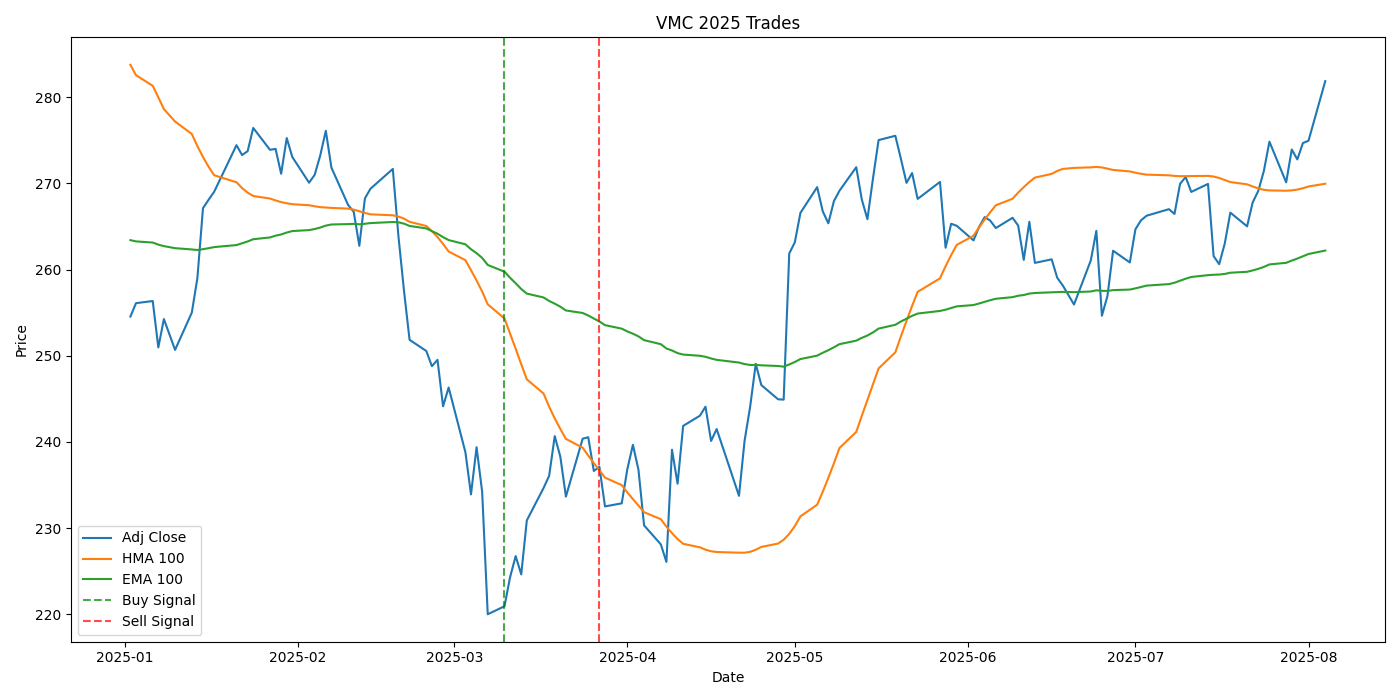 VMC 2025 Trades
Price
280
270
260
250
240
230
220
Adj Close
HMA 100
EMA 100
Buy Signal
Sell Signal
2025-01 2025-02 2025-03 2025-04 2025-05 2025-06 2025-07 2025-08
Date